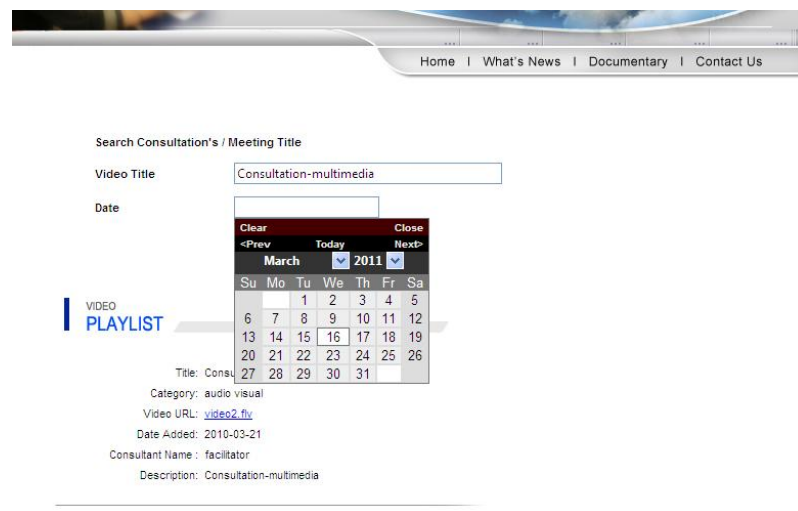 Home I What's News I Documentary I Contact Us
Search Consultation's / Meeting Title
Video Title Consultation-multimedia
Date
Clear Close
<Prev Today Next>
March 2011
Su Mo Tu We Th Fr Sa
1 2 3 4 5
6 7 8 9 10 11 12
13 14 15 16 17 18 19
20 21 22 23 24 25 26
27 28 29 30 31
VIDEO
PLAYLIST
Title: Consu
Category: audio visual
Video URL: video2.flv
Date Added: 2010-03-21
Consultant Name : facilitator
Description: Consultation-multimedia